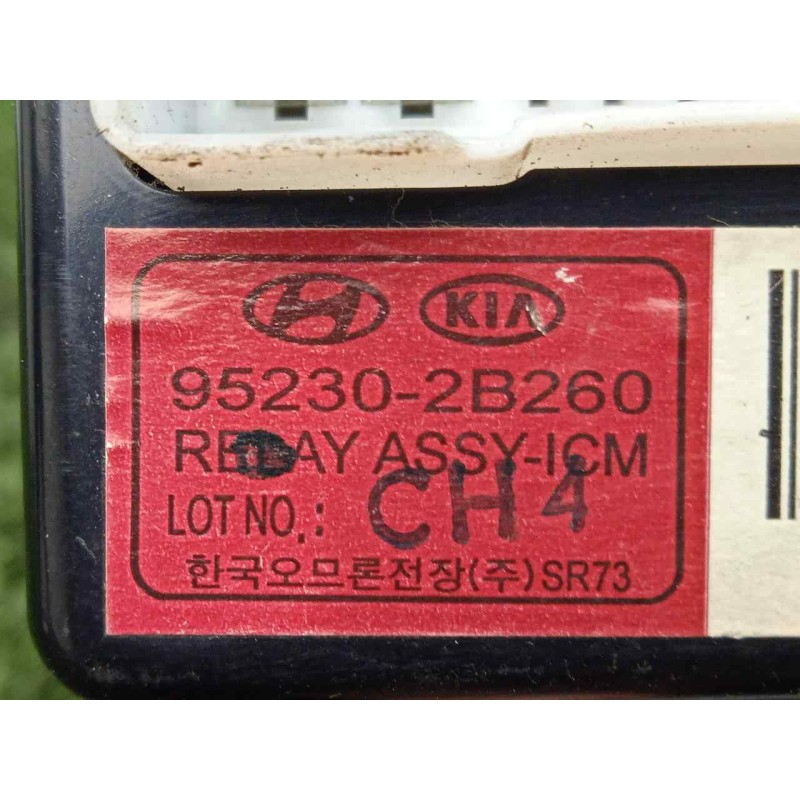 KIA
95230-2B260
RELAY ASSY-ICM
LOT NO.: CH4
한국오므론전장(주)SR73